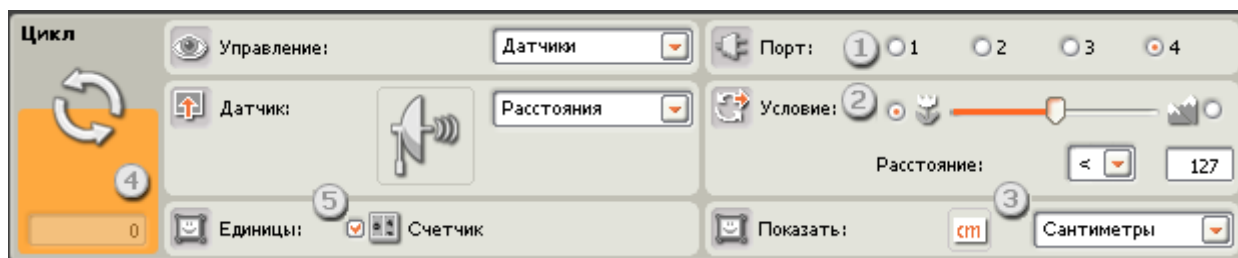 Цикл
Управление: Датчики
Порт: 1 1 2 3 4
Датчик: Расстояния
Условие: 2
Расстояние: < 127
4
0
5
Единицы: Счетчик
3
Показать: cm Сантиметры